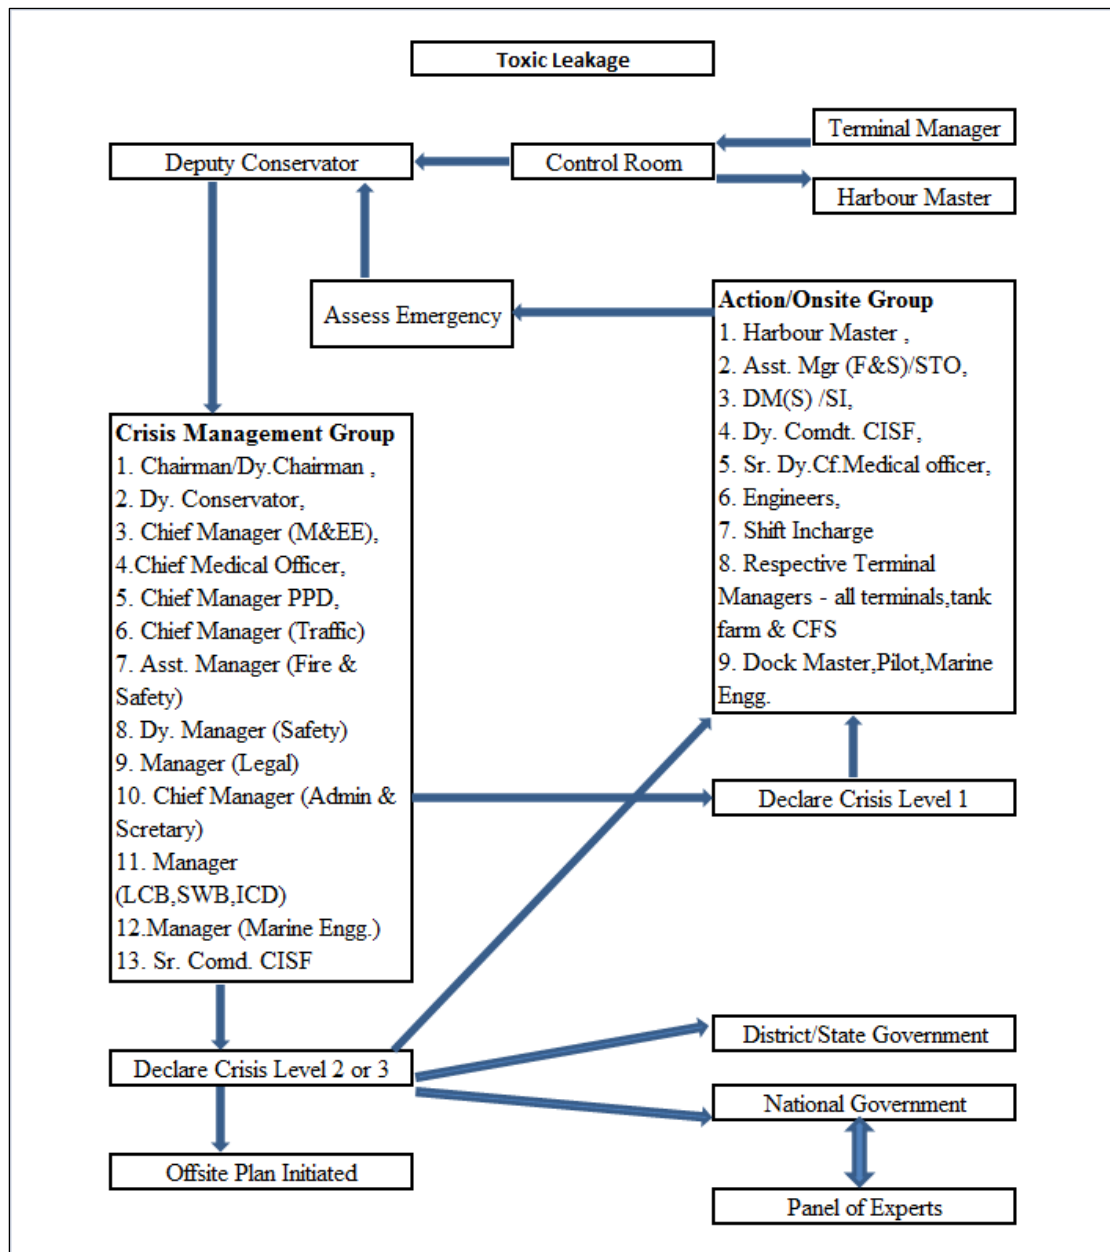 Toxic Leakage
Terminal Manager
Deputy Conservator
Control Room
Harbour Master
Assess Emergency
Action/Onsite Group
1. Harbour Master ,
2. Asst. Mgr (F&S)/STO,
3. DM(S) /SI,
4. Dy. Comdt. CISF,
5. Sr. Dy.Cf.Medical officer,
6. Engineers,
7. Shift Incharge
8. Respective Terminal
Managers - all terminals,tank
farm & CFS
9. Dock Master,Pilot,Marine
Engg.
Crisis Management Group
1. Chairman/Dy.Chairman ,
2. Dy. Conservator,
3. Chief Manager (M&EE),
4.Chief Medical Officer,
5. Chief Manager PPD,
6. Chief Manager (Traffic)
7. Asst. Manager (Fire &
Safety)
8. Dy. Manager (Safety)
9. Manager (Legal)
10. Chief Manager (Admin &
Scretary)
11. Manager
(LCB,SWB,ICD)
12.Manager (Marine Engg.)
13. Sr. Comd. CISF
Declare Crisis Level 1
Declare Crisis Level 2 or 3
District/State Government
National Government
Offsite Plan Initiated
Panel of Experts